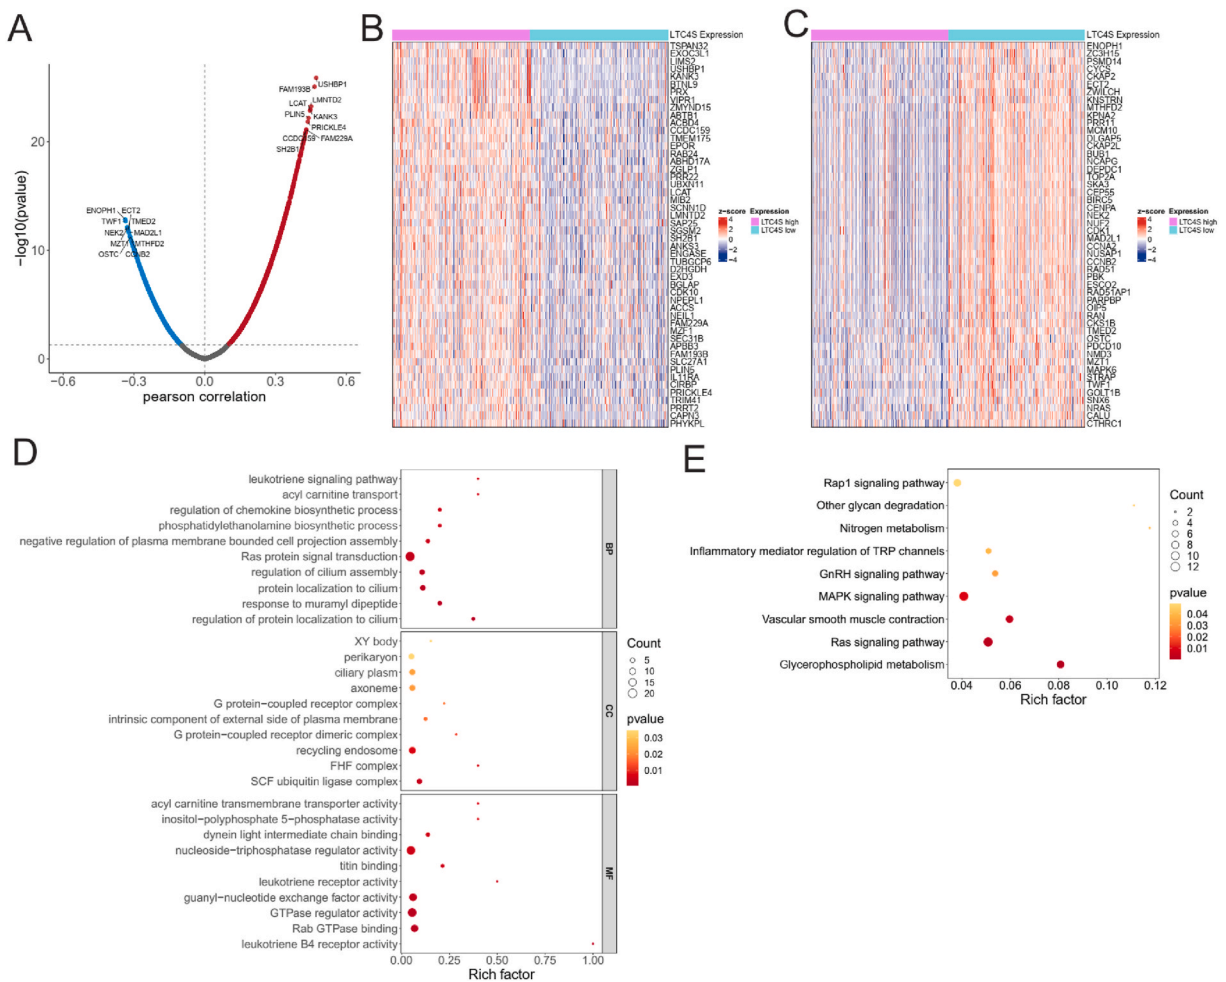 A
USHBP1
FAM193B
LMNTD2
LCAT
PLIN5
KANK3
PRICKLE4
CCDC159
FAM229A
SH2B1
ENOPH1
ECT2
TWF1
TMED2
NEK2
MAD2L1
MZT1
MTHFD2
OSTC
CCNB2
−log10(pvalue)
20
10
0
−0.6
−0.3
0.0
0.3
0.6
pearson correlation
B
LTC4S Expression
TSPAN32
EXOC3L1
LIMS2
USHBP1
KANK3
BTNL9
PRX
VIPR1
ZMYND15
ABTB1
ACBD4
CCDC159
TMEM175
EPOR
RAB24
ABHD17A
ZGLP1
PRR22
UBXN11
LCAT
MIB2
SCNN1D
LMNTD2
SAP25
SGSM2
SH2B1
ANKS3
ENGASE
TUBGCP6
D2HGDH
EXD3
BGLAP
CDK10
NPEPL1
ACCS
NEIL1
FAM229A
MZF1
SEC31B
APBB3
FAM193B
SLC27A1
PLIN5
IL11RA
CIRBP
PRICKLE4
TRIM41
PRRT2
CAPN3
PHYKPL
z−score
4
2
0
−2
−4
Expression
LTC4S high
LTC4S low
C
LTC4S Expression
ENOPH1
ZC3H15
PSMD14
CYCS
CKAP2
ECT2
ZWILCH
KNSTRN
MTHFD2
KPNA2
PRR11
MCM10
DLGAP5
CKAP2L
BUB1
NCAPG
DEPDC1
TOP2A
SKA3
CEP55
BIRC5
CENPA
NEK2
NUF2
CDK1
MAD2L1
CCNA2
NUSAP1
CCNB2
RAD51
PBK
ESCO2
RAD51AP1
PARPBP
OIP5
RAN
CKS1B
TMED2
OSTC
PDCD10
NMD3
MZT1
MAPK6
STRAP
TWF1
GOLT1B
SNX6
NRAS
CALU
CTHRC1
z−score
4
2
0
−2
−4
Expression
LTC4S high
LTC4S low
D
leukotriene signaling pathway
acyl carnitine transport
regulation of chemokine biosynthetic process
phosphatidylethanolamine biosynthetic process
negative regulation of plasma membrane bounded cell projection assembly
Ras protein signal transduction
regulation of cilium assembly
protein localization to cilium
response to muramyl dipeptide
regulation of protein localization to cilium
BP
XY body
perikaryon
ciliary plasm
axoneme
G protein−coupled receptor complex
intrinsic component of external side of plasma membrane
G protein−coupled receptor dimeric complex
recycling endosome
FHF complex
SCF ubiquitin ligase complex
CC
acyl carnitine transmembrane transporter activity
inositol−polyphosphate 5−phosphatase activity
dynein light intermediate chain binding
nucleoside−triphosphatase regulator activity
titin binding
leukotriene receptor activity
guanyl−nucleotide exchange factor activity
GTPase regulator activity
Rab GTPase binding
leukotriene B4 receptor activity
MF
0.00
0.25
0.50
0.75
1.00
Rich factor
Count
5
10
15
20
pvalue
0.03
0.02
0.01
E
Rap1 signaling pathway
Other glycan degradation
Nitrogen metabolism
Inflammatory mediator regulation of TRP channels
GnRH signaling pathway
MAPK signaling pathway
Vascular smooth muscle contraction
Ras signaling pathway
Glycerophospholipid metabolism
0.04
0.06
0.08
0.10
0.12
Rich factor
Count
2
4
6
8
10
12
pvalue
0.04
0.03
0.02
0.01